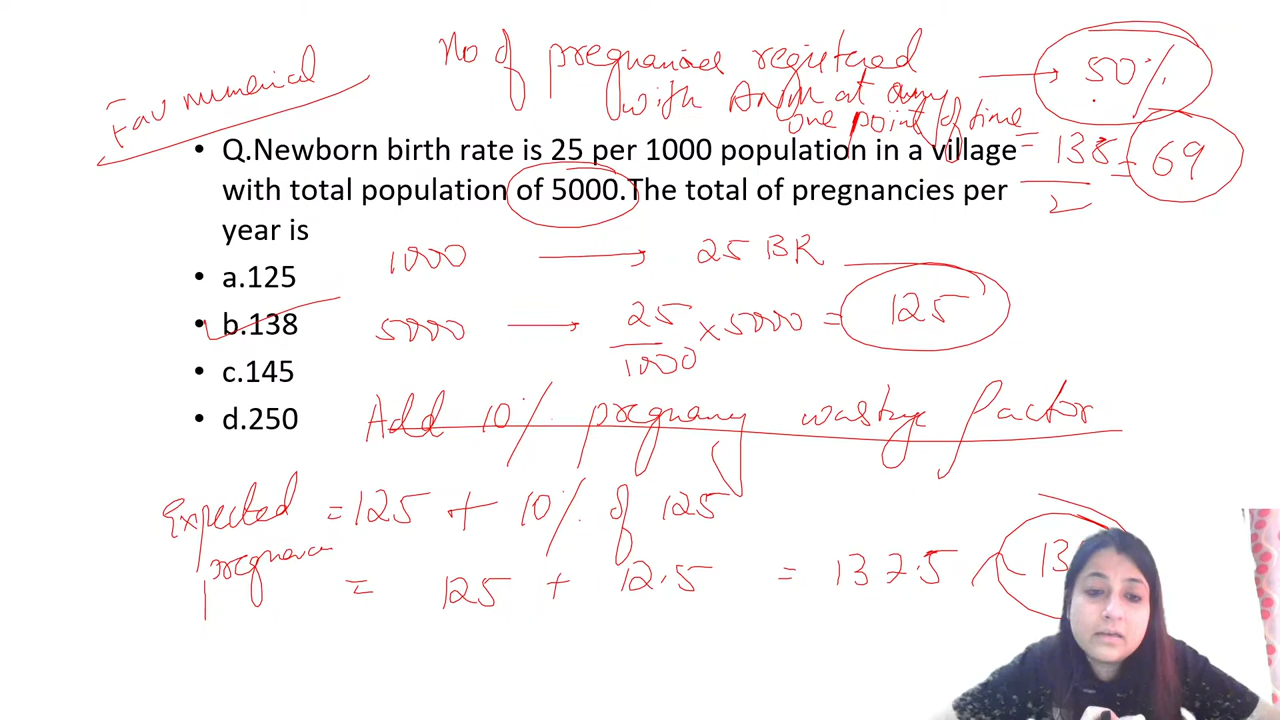 Fav numerical
No of pregnancies registered
with ANM at any
one point of time
→ 50%
= 138/2 = 69
• Q.Newborn birth rate is 25 per 1000 population in a village
with total population of 5000.The total of pregnancies per
year is
• a.125
• b.138
• c.145
• d.250
1000 → 25 BR
5000 → 25/1000 x 5000 = 125
Add 10% pregnancy wastage factor
Expected pregnancies = 125 + 10% of 125
= 125 + 12.5 = 137.5